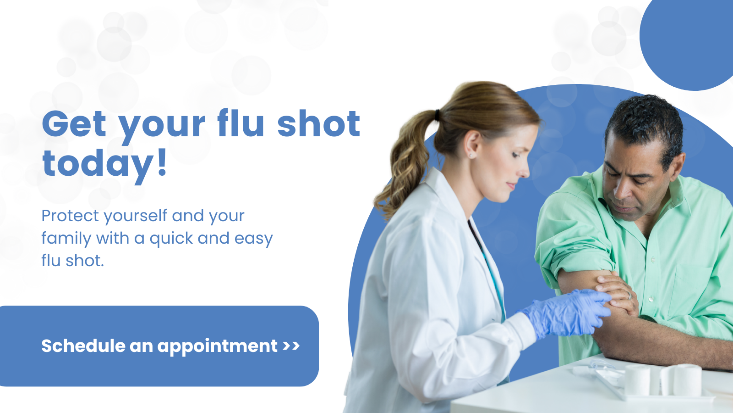 Get your flu shot
today!
Protect yourself and your
family with a quick and easy
flu shot.
Schedule an appointment >>